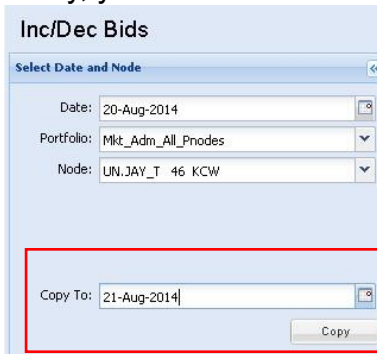 Inc/Dec Bids
Select Date and Node
Date: 20-Aug-2014
Portfolio: Mkt_Adm_All_Pnodes
Node: UN.JAY_T 46 KCW
Copy To: 21-Aug-2014
Copy